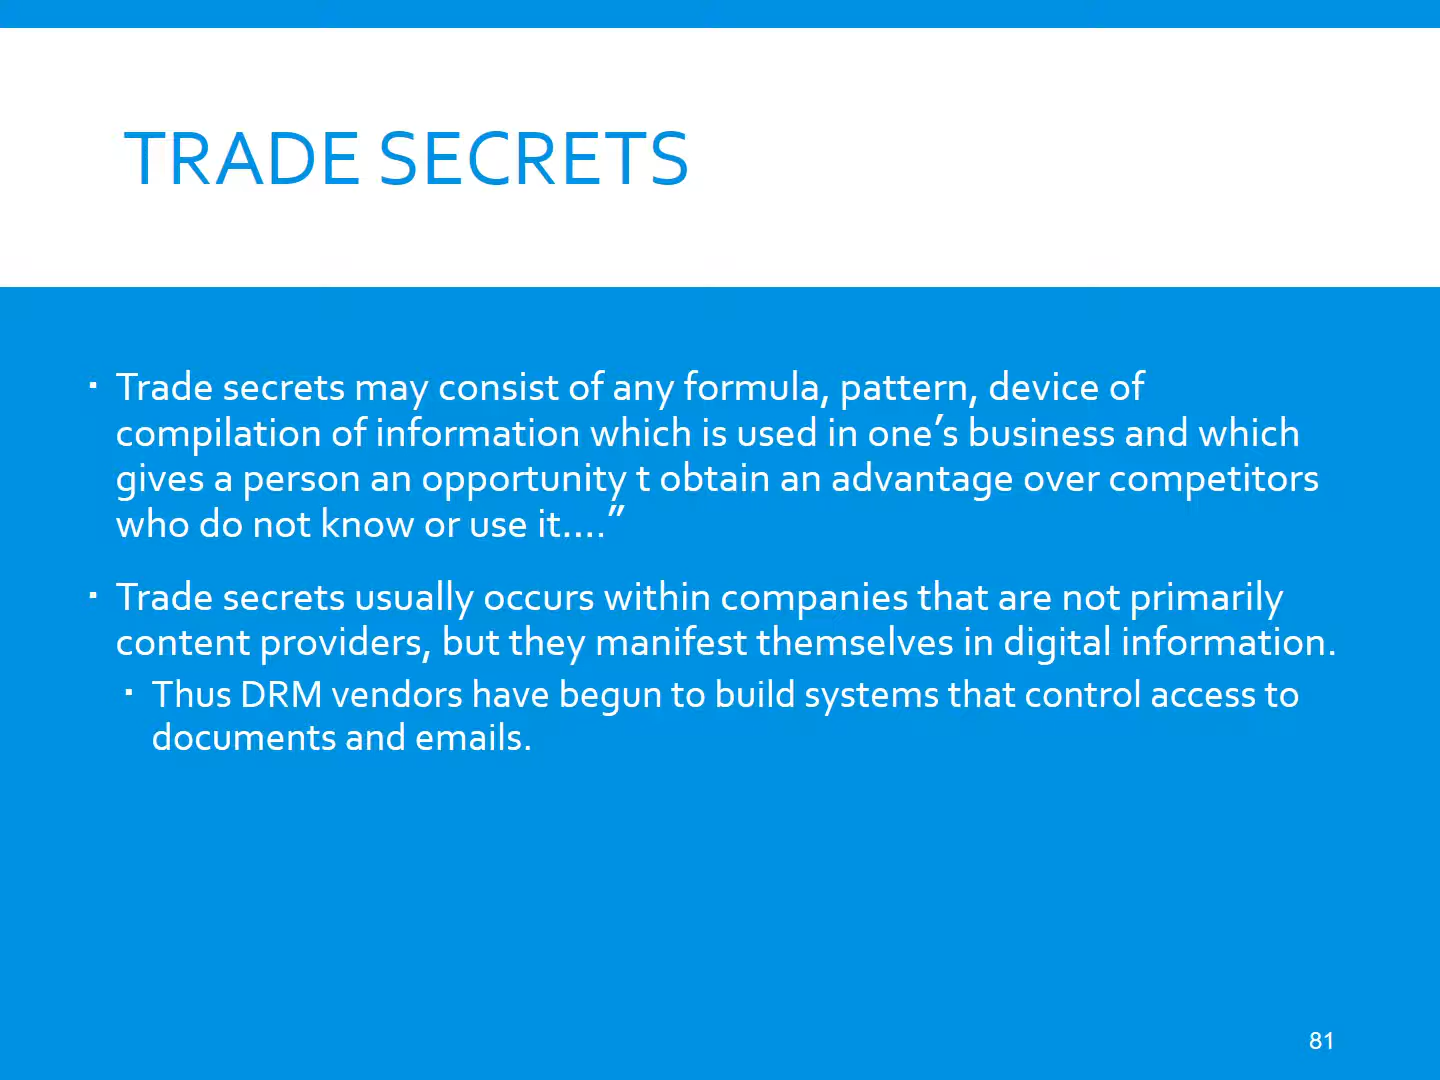 TRADE SECRETS
▪ Trade secrets may consist of any formula, pattern, device of
compilation of information which is used in one’s business and which
gives a person an opportunity t obtain an advantage over competitors
who do not know or use it....”
▪ Trade secrets usually occurs within companies that are not primarily
content providers, but they manifest themselves in digital information.
▪ Thus DRM vendors have begun to build systems that control access to
documents and emails.
81